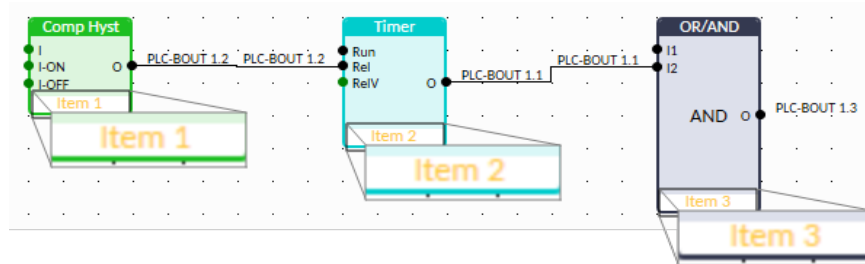 Comp Hyst
I
I-ON
I-OFF
O
Item 1
Item 1
PLC-BOUT 1.2
PLC-BOUT 1.2
Timer
Run
Rel
RelV
O
Item 2
Item 2
PLC-BOUT 1.1
PLC-BOUT 1.1
OR/AND
I1
I2
AND
O
Item 3
Item 3
PLC-BOUT 1.3